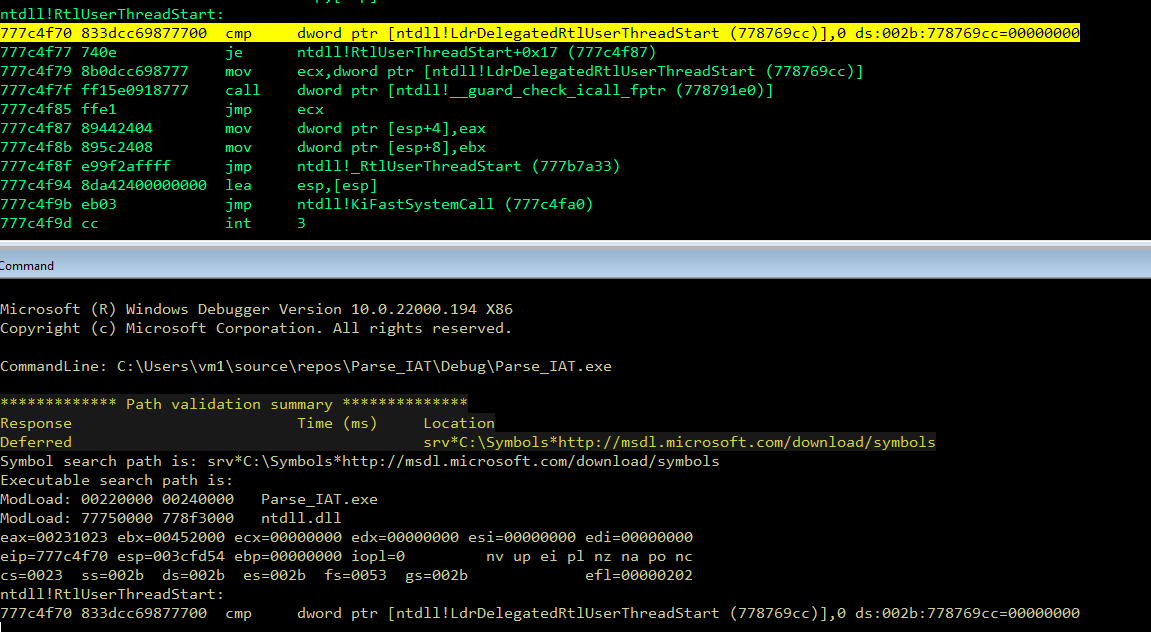 ntdll!RtlUserThreadStart:
777c4f70 833dcc69877700 cmp dword ptr [ntdll!LdrDelegatedRtlUserThreadStart (778769cc)],0 ds:002b:778769cc=00000000
777c4f77 740e je ntdll!RtlUserThreadStart+0x17 (777c4f87)
777c4f79 8b0dcc698777 mov ecx,dword ptr [ntdll!LdrDelegatedRtlUserThreadStart (778769cc)]
777c4f7f ff15e0918777 call dword ptr [ntdll!__guard_check_icall_fptr (778791e0)]
777c4f85 ffe1 jmp ecx
777c4f87 89442404 mov dword ptr [esp+4],eax
777c4f8b 895c2408 mov dword ptr [esp+8],ebx
777c4f8f e99f2affff jmp ntdll!_RtlUserThreadStart (777b7a33)
777c4f94 8da42400000000 lea esp,[esp]
777c4f9b eb03 jmp ntdll!KiFastSystemCall (777c4fa0)
777c4f9d cc int 3
Command
Microsoft (R) Windows Debugger Version 10.0.22000.194 X86
Copyright (c) Microsoft Corporation. All rights reserved.
CommandLine: C:\Users\vm1\source\repos\Parse_IAT\Debug\Parse_IAT.exe
************* Path validation summary **************
Response Time (ms) Location
Deferred srv*C:\Symbols*http://msdl.microsoft.com/download/symbols
Symbol search path is: srv*C:\Symbols*http://msdl.microsoft.com/download/symbols
Executable search path is:
ModLoad: 00220000 00240000 Parse_IAT.exe
ModLoad: 77750000 778f3000 ntdll.dll
eax=00231023 ebx=00452000 ecx=00000000 edx=00000000 esi=00000000 edi=00000000
eip=777c4f70 esp=003cfd54 ebp=00000000 iopl=0 nv up ei pl nz na po nc
cs=0023 ss=002b ds=002b es=002b fs=0053 gs=002b efl=00000202
ntdll!RtlUserThreadStart:
777c4f70 833dcc69877700 cmp dword ptr [ntdll!LdrDelegatedRtlUserThreadStart (778769cc)],0 ds:002b:778769cc=00000000